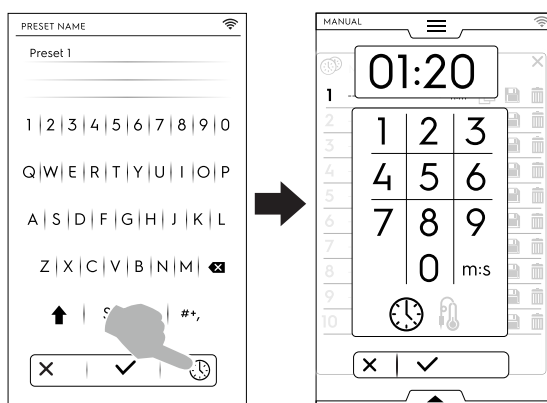 PRESET NAME
Preset 1
1 2 3 4 5 6 7 8 9 0
Q W E R T Y U I O P
A S D F G H J K L
Z X C V B N M
#+,
MANUAL
01:20
1
2
3
4
5
6
7
8
9
10
1 2 3
4 5 6
7 8 9
0 m:s